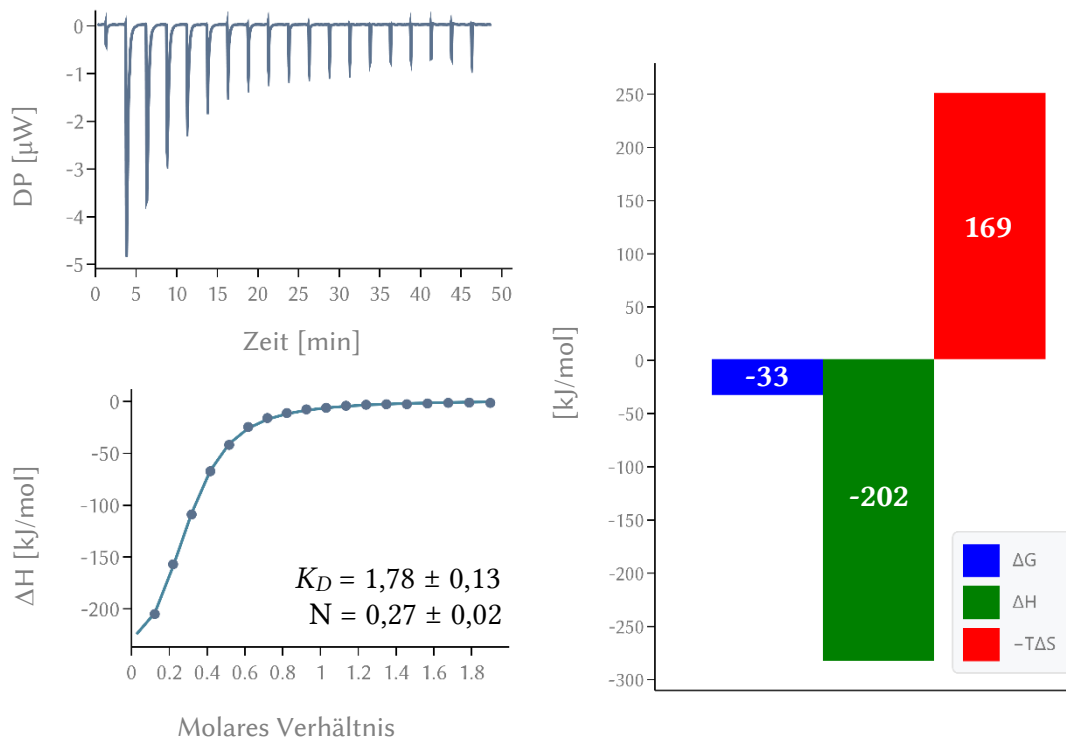 DP [µW]
0
-1
-2
-3
-4
-5
0 5 10 15 20 25 30 35 40 45 50
Zeit [min]
ΔH [kJ/mol]
0
-50
-100
-150
-200
K_D = 1,78 ± 0,13
N = 0,27 ± 0,02
0 0.2 0.4 0.6 0.8 1 1.2 1.4 1.6 1.8
Molares Verhältnis
[kJ/mol]
250
200
150
100
50
0
-50
-100
-150
-200
-250
-300
169
-33
-202
ΔG
ΔH
−TΔS